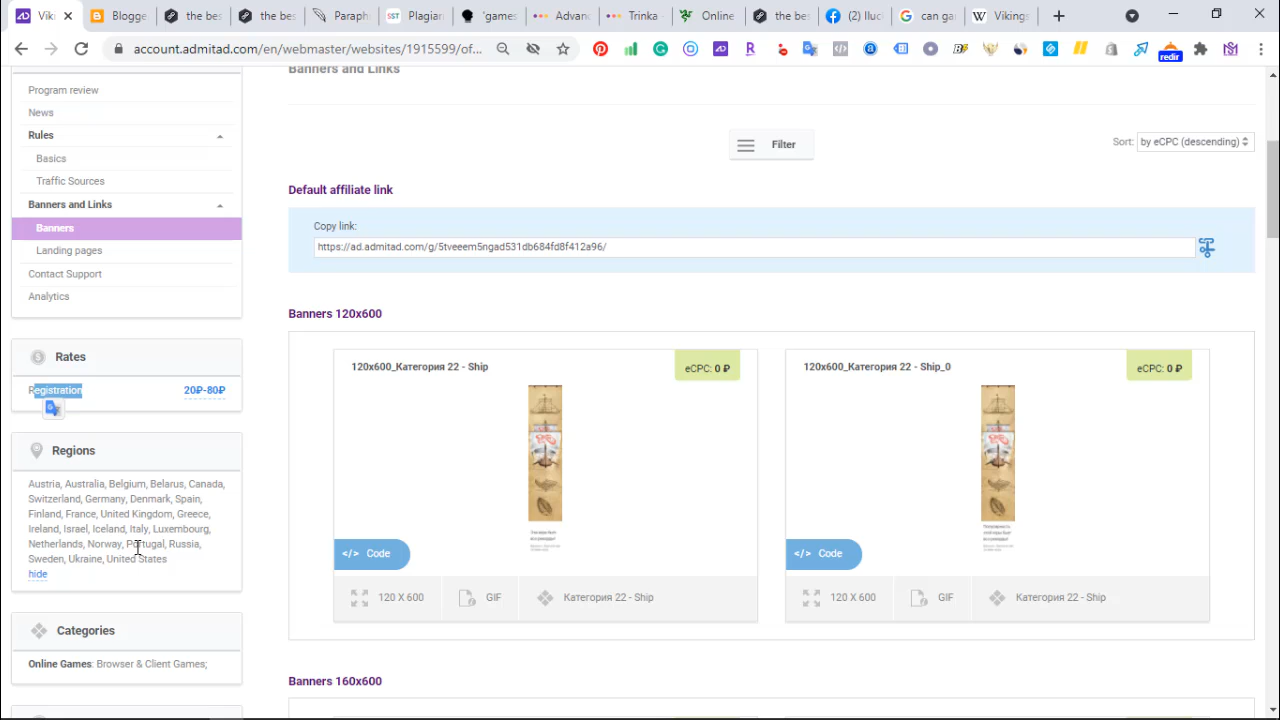 Vi
Blogge
the bes
the be
Paraph
Plagia
"games
Advanc
Trinka
Online
the be
(2) Iluc
can ga
Viking
account.admitad.com/en/webmaster/websites/1915599/of...
redir
Program review
News
Rules
Basics
Traffic Sources
Banners and Links
Banners
Landing pages
Contact Support
Analytics
Rates
Registration 20₽-80₽
Regions
Austria, Australia, Belgium, Belarus, Canada,
Switzerland, Germany, Denmark, Spain,
Finland, France, United Kingdom, Greece,
Ireland, Israel, Iceland, Italy, Luxembourg,
Netherlands, Norway, Portugal, Russia,
Sweden, Ukraine, United States
hide
Categories
Online Games: Browser & Client Games;
Banners and Links
Filter
Sort: by eCPC (descending)
Default affiliate link
Copy link:
https://ad.admitad.com/g/5tveeem5ngad531db684fd8f412a96/
Banners 120x600
120x600_Категория 22 - Ship
eCPC: 0 ₽
</> Code
120 X 600 GIF Категория 22 - Ship
120x600_Категория 22 - Ship_0
eCPC: 0 ₽
</> Code
120 X 600 GIF Категория 22 - Ship
Banners 160x600